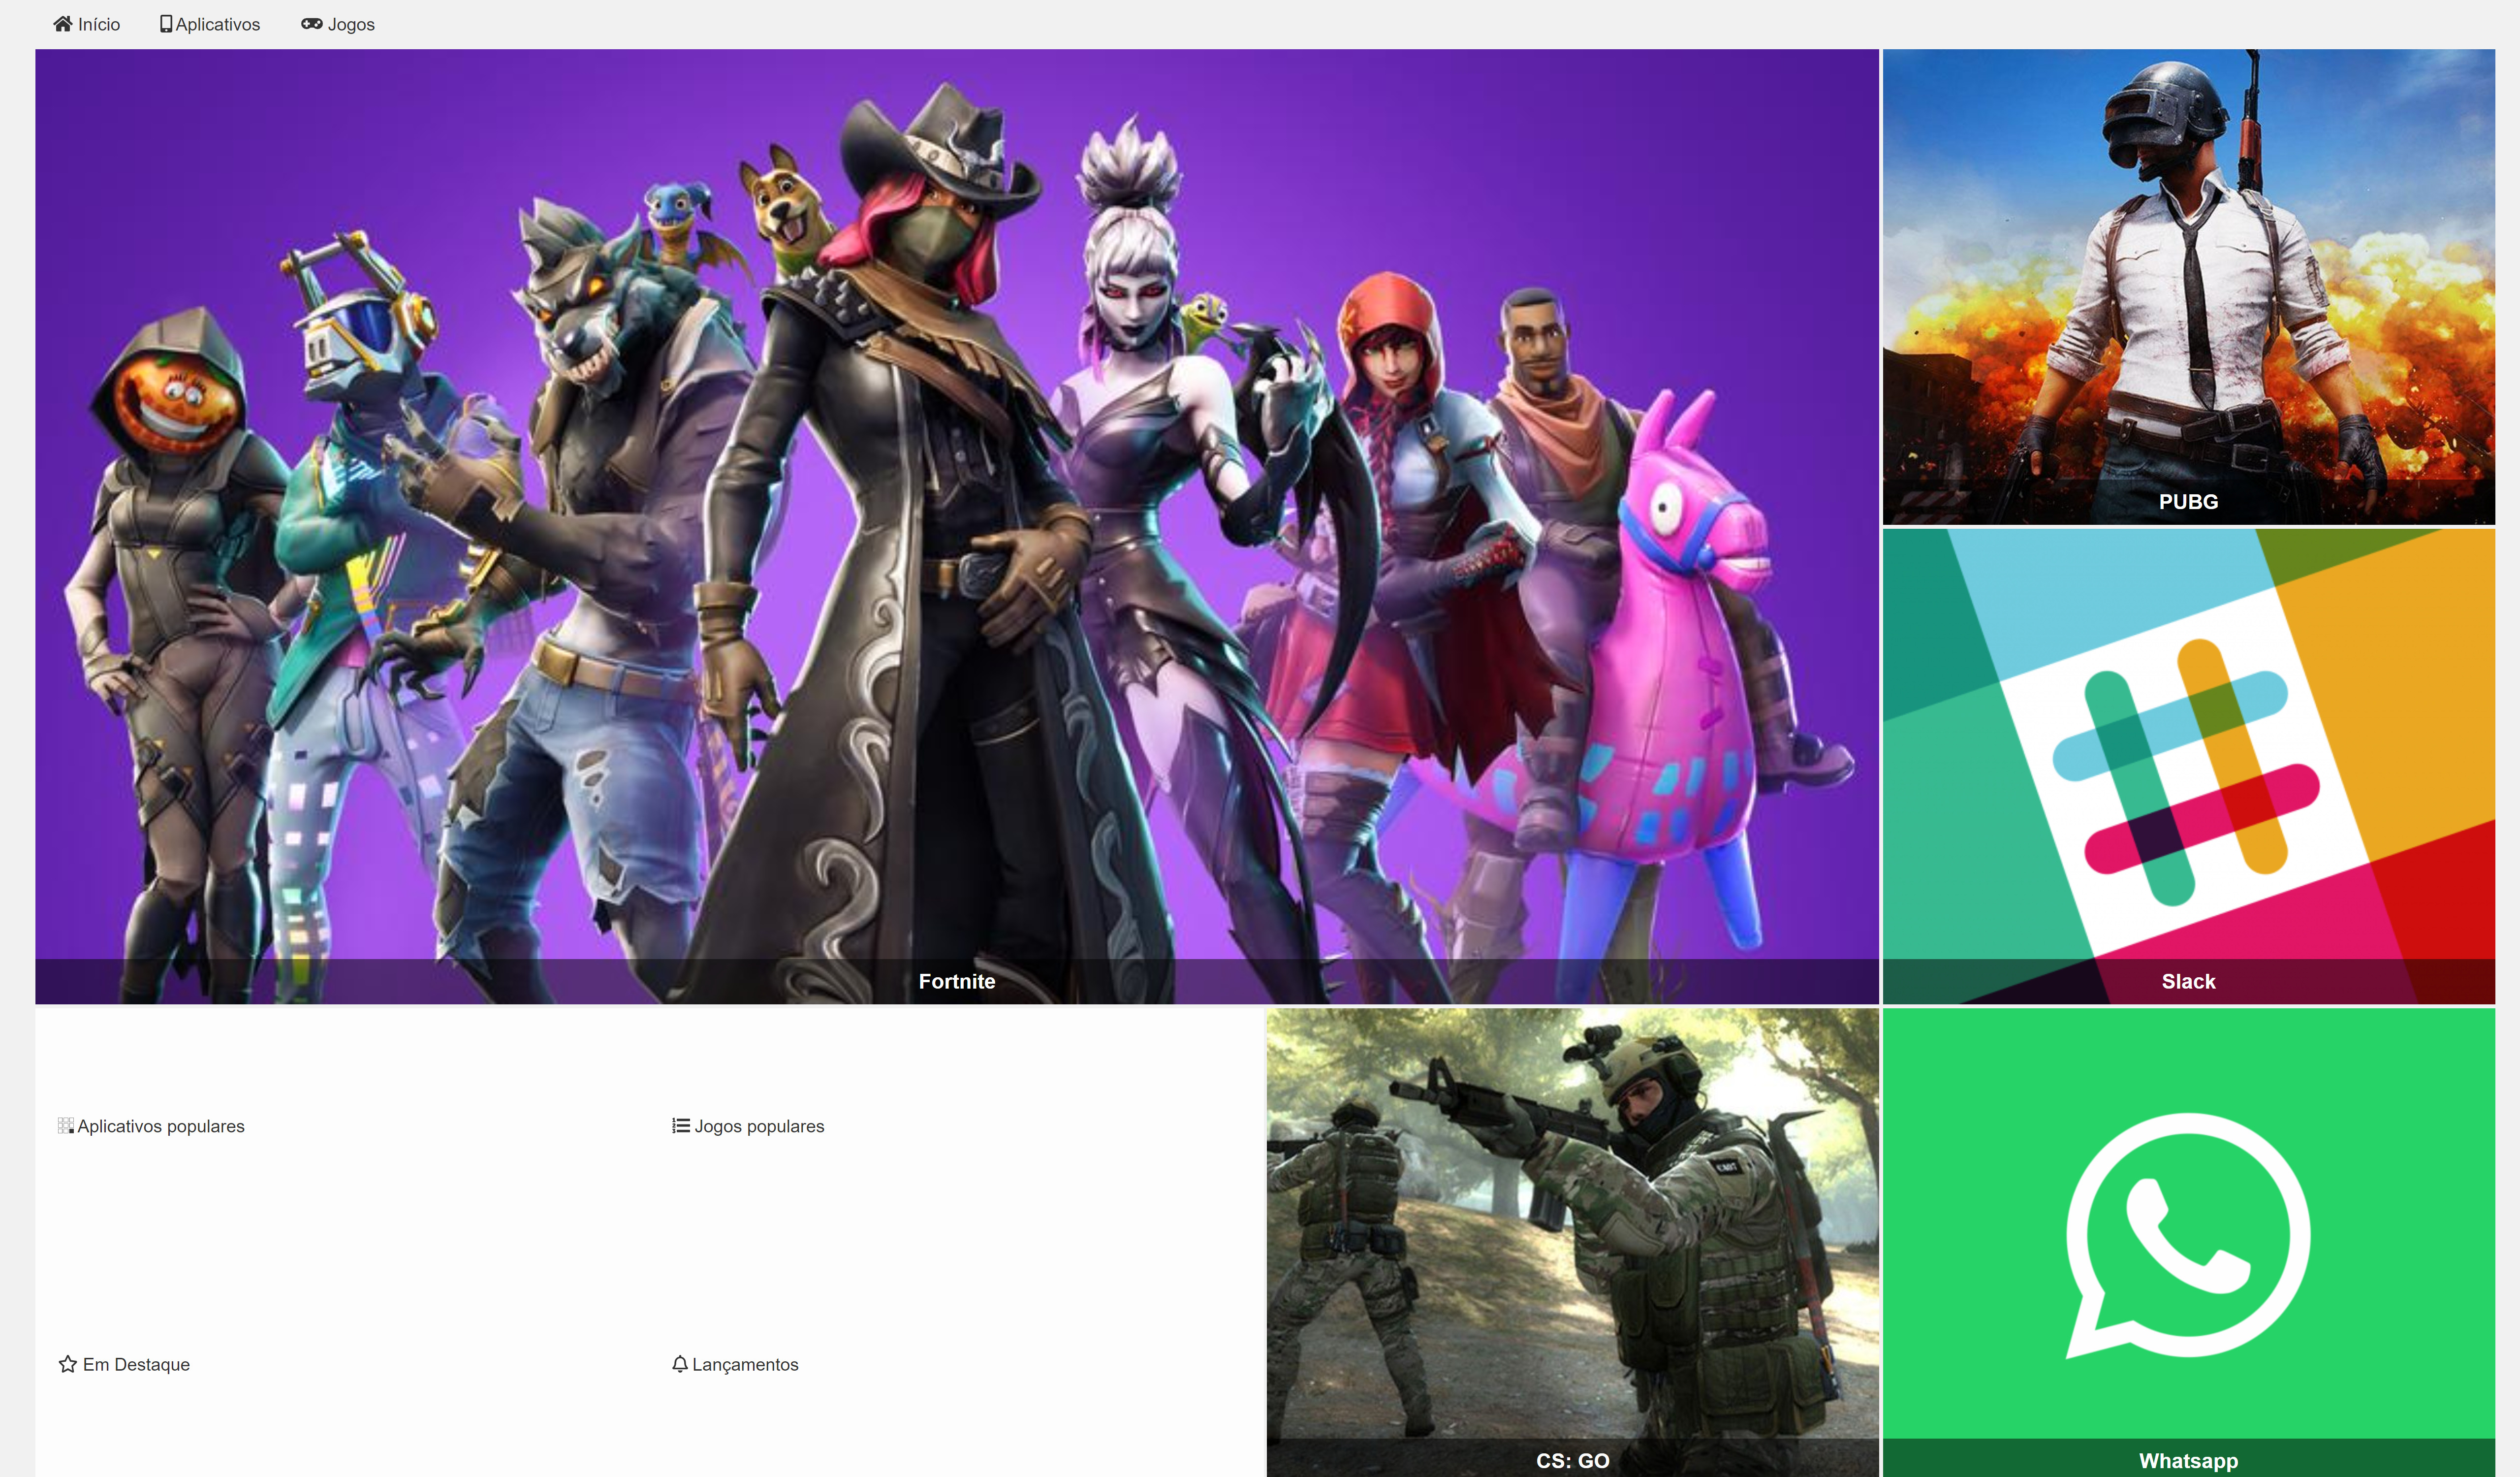 Início
Aplicativos
Jogos
PUBG
Fortnite
Slack
Aplicativos populares
Jogos populares
Em Destaque
Lançamentos
CS: GO
Whatsapp